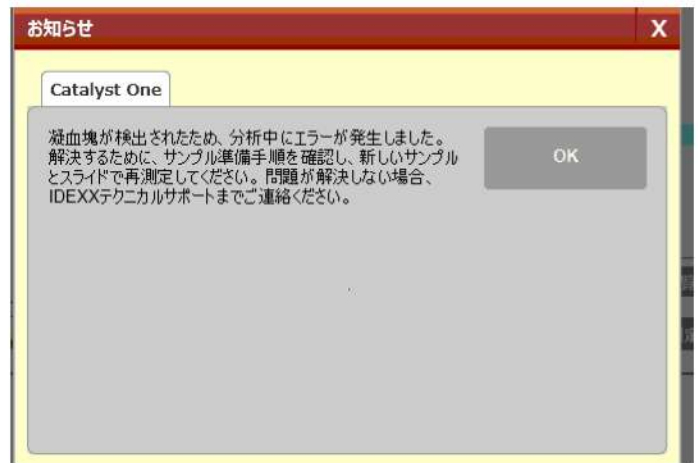 お知らせ
X
Catalyst One
凝血塊が検出されたため、分析中にエラーが発生しました。
解決するために、サンプル準備手順を確認し、新しいサンプル
とスライドで再測定してください。問題が解決しない場合、
IDEXXテクニカルサポートまでご連絡ください。
OK